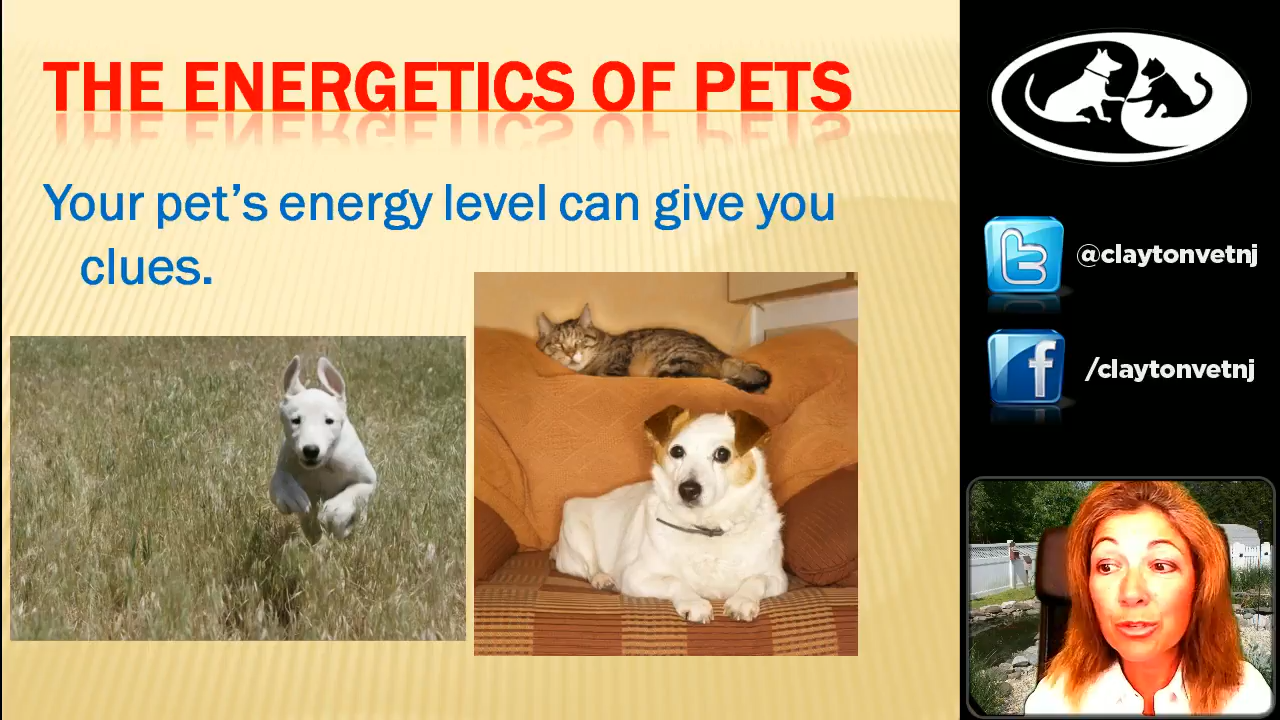 THE ENERGETICS OF PETS
Your pet's energy level can give you
clues.
@claytonvetnj
/claytonvetnj